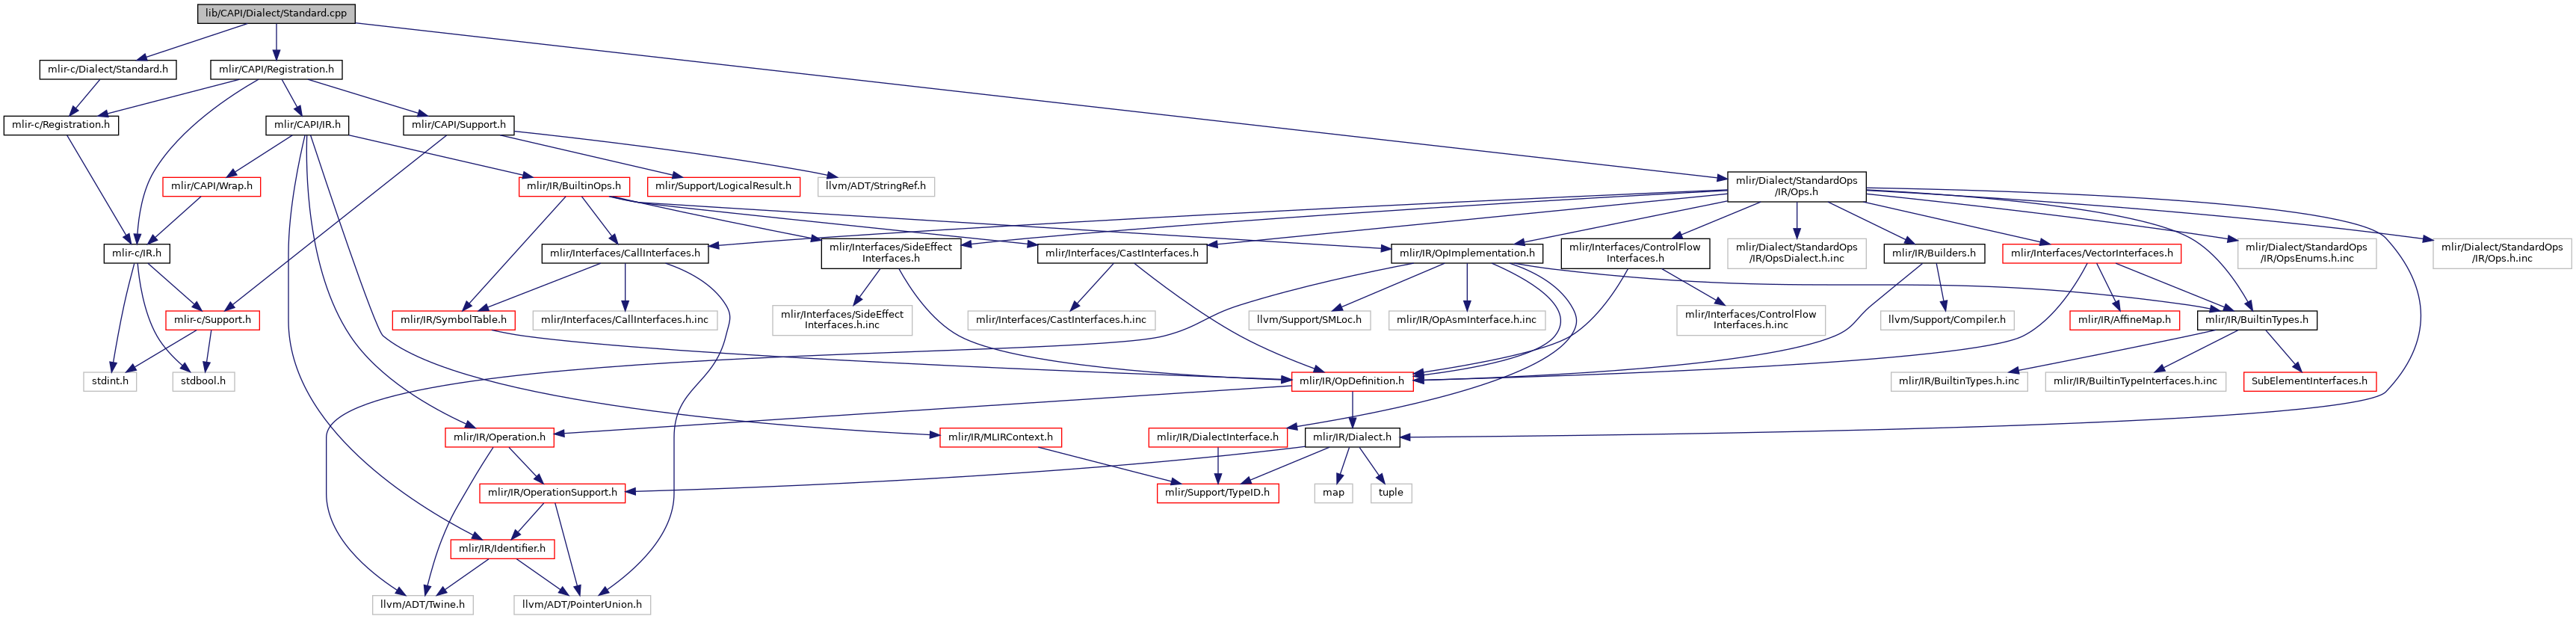 lib/CAPI/Dialect/Standard.cpp
mlir-c/Dialect/Standard.h
mlir/CAPI/Registration.h
mlir-c/Registration.h
mlir/CAPI/IR.h
mlir/CAPI/Support.h
mlir/CAPI/Wrap.h
mlir/IR/BuiltinOps.h
mlir/Support/LogicalResult.h
llvm/ADT/StringRef.h
mlir/Dialect/StandardOps
/IR/Ops.h
mlir-c/IR.h
mlir/Interfaces/CallInterfaces.h
mlir/Interfaces/SideEffect
Interfaces.h
mlir/Interfaces/CastInterfaces.h
mlir/IR/OpImplementation.h
mlir/Interfaces/ControlFlow
Interfaces.h
mlir/Dialect/StandardOps
/IR/OpsDialect.h.inc
mlir/IR/Builders.h
mlir/Interfaces/VectorInterfaces.h
mlir/Dialect/StandardOps
/IR/OpsEnums.h.inc
mlir/Dialect/StandardOps
/IR/Ops.h.inc
mlir-c/Support.h
mlir/IR/SymbolTable.h
mlir/Interfaces/CallInterfaces.h.inc
mlir/Interfaces/SideEffect
Interfaces.h.inc
mlir/Interfaces/CastInterfaces.h.inc
llvm/Support/SMLoc.h
mlir/IR/OpAsmInterface.h.inc
mlir/Interfaces/ControlFlow
Interfaces.h.inc
llvm/Support/Compiler.h
mlir/IR/AffineMap.h
mlir/IR/BuiltinTypes.h
stdint.h
stdbool.h
mlir/IR/OpDefinition.h
mlir/IR/BuiltinTypes.h.inc
mlir/IR/BuiltinTypeInterfaces.h.inc
SubElementInterfaces.h
mlir/IR/Operation.h
mlir/IR/MLIRContext.h
mlir/IR/DialectInterface.h
mlir/IR/Dialect.h
mlir/IR/OperationSupport.h
mlir/Support/TypeID.h
map
tuple
mlir/IR/Identifier.h
llvm/ADT/Twine.h
llvm/ADT/PointerUnion.h